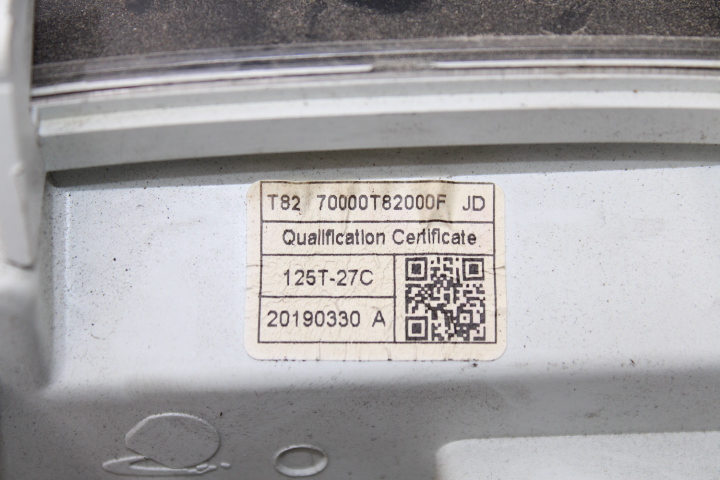 T82 70000T82000F JD
Qualification Certificate
125T-27C
20190330 A